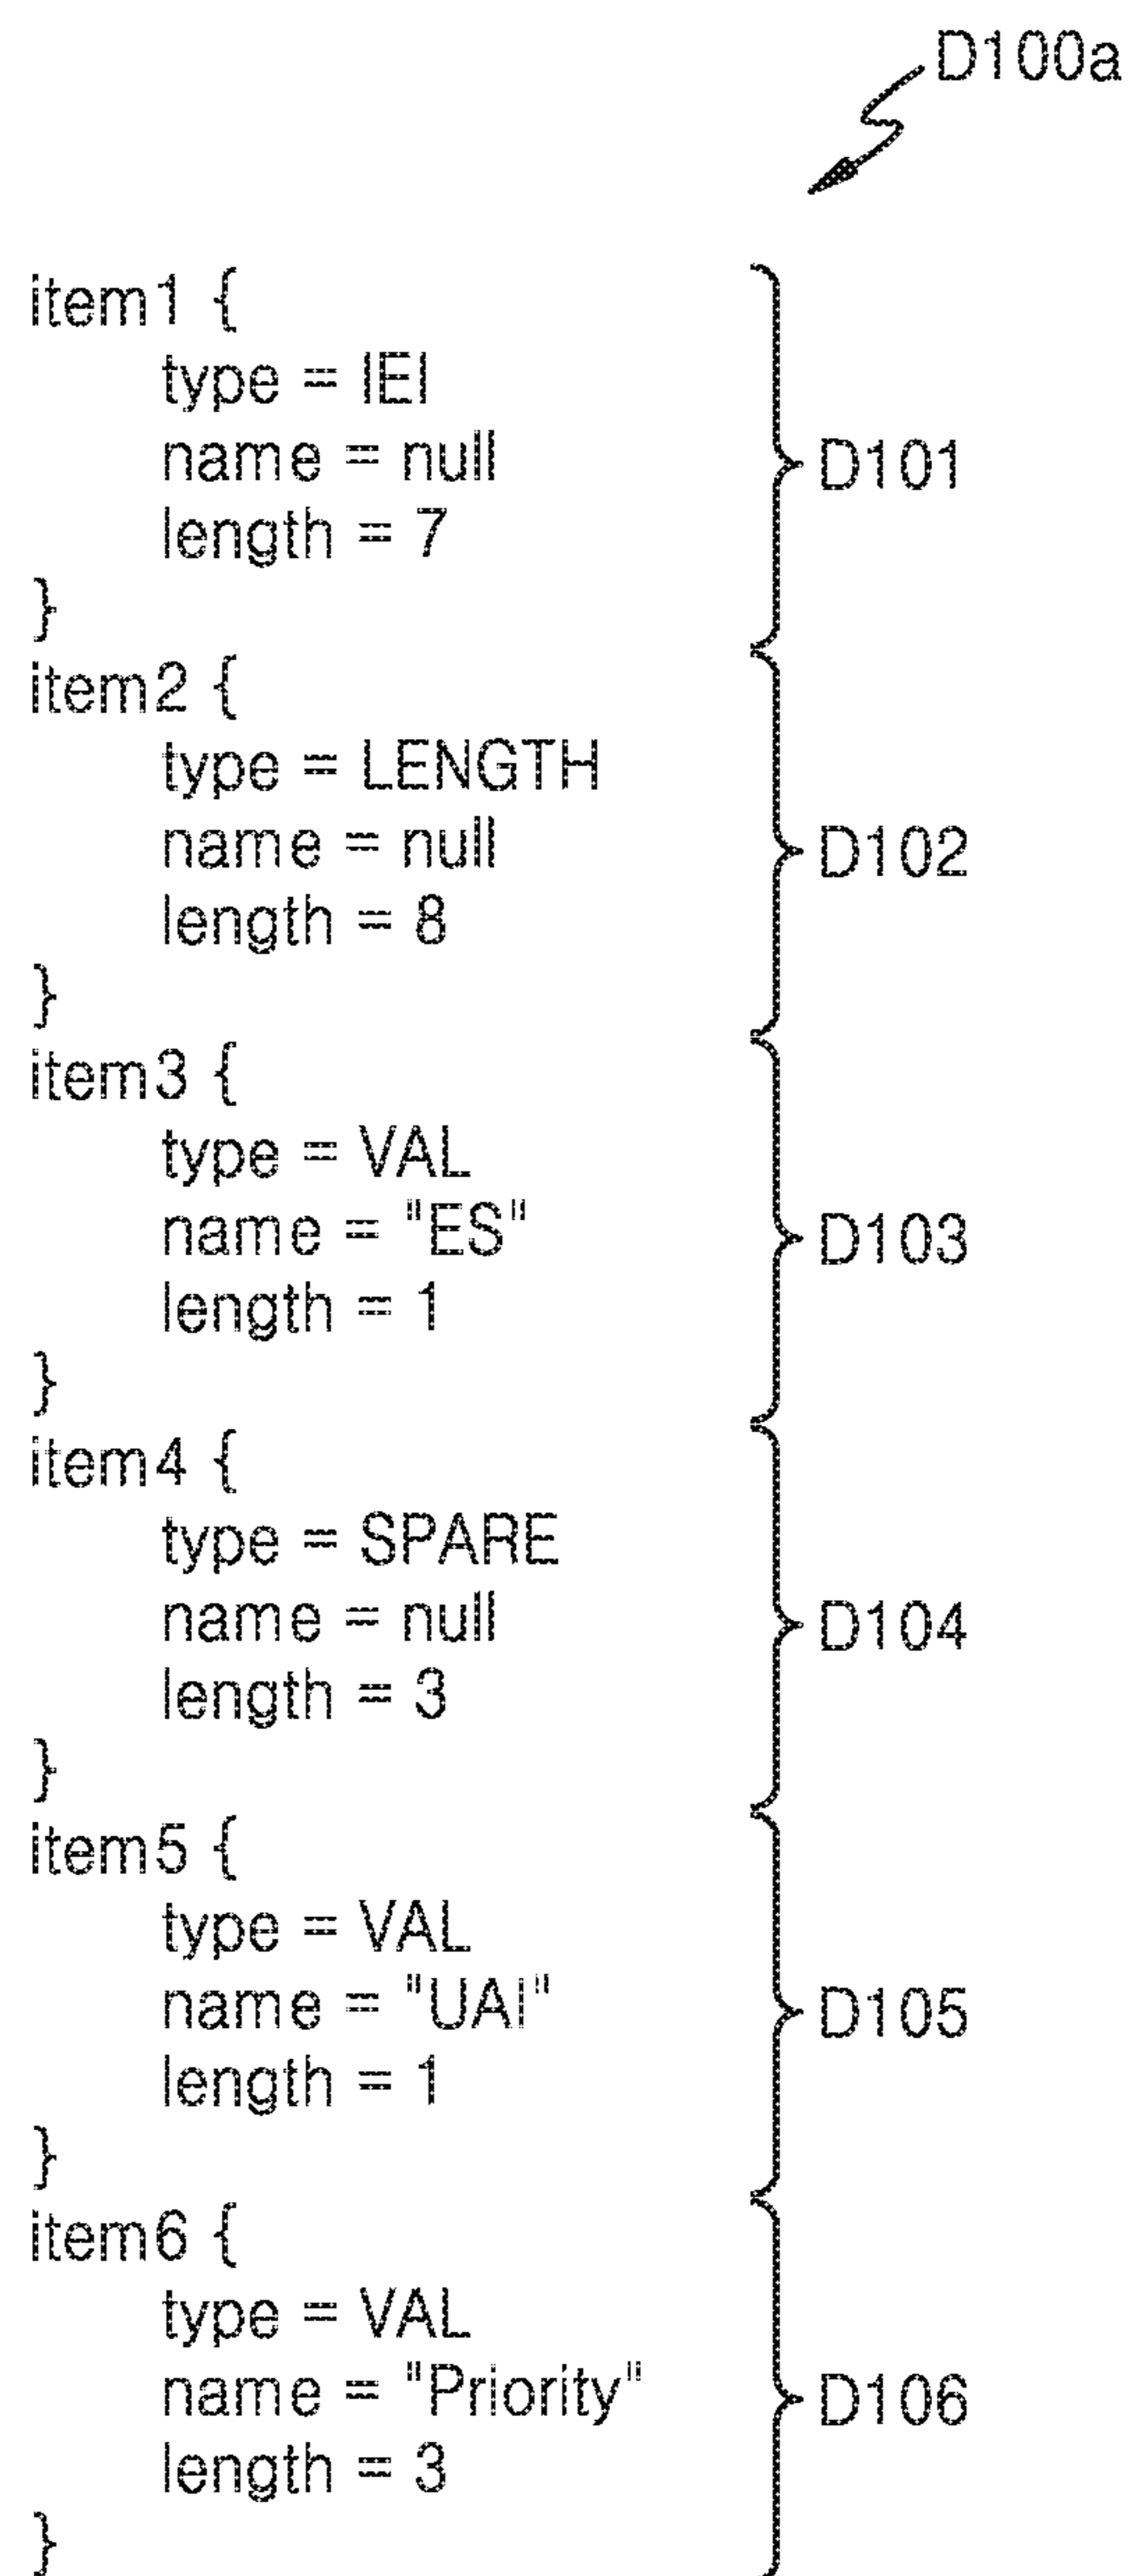 D100a
item1 {
type = IEI
name = null
length = 7
} D101
item2 {
type = LENGTH
name = null
length = 8
} D102
item3 {
type = VAL
name = "ES"
length = 1
} D103
item4 {
type = SPARE
name = null
length = 3
} D104
item5 {
type = VAL
name = "UAI"
length = 1
} D105
item6 {
type = VAL
name = "Priority"
length = 3
} D106